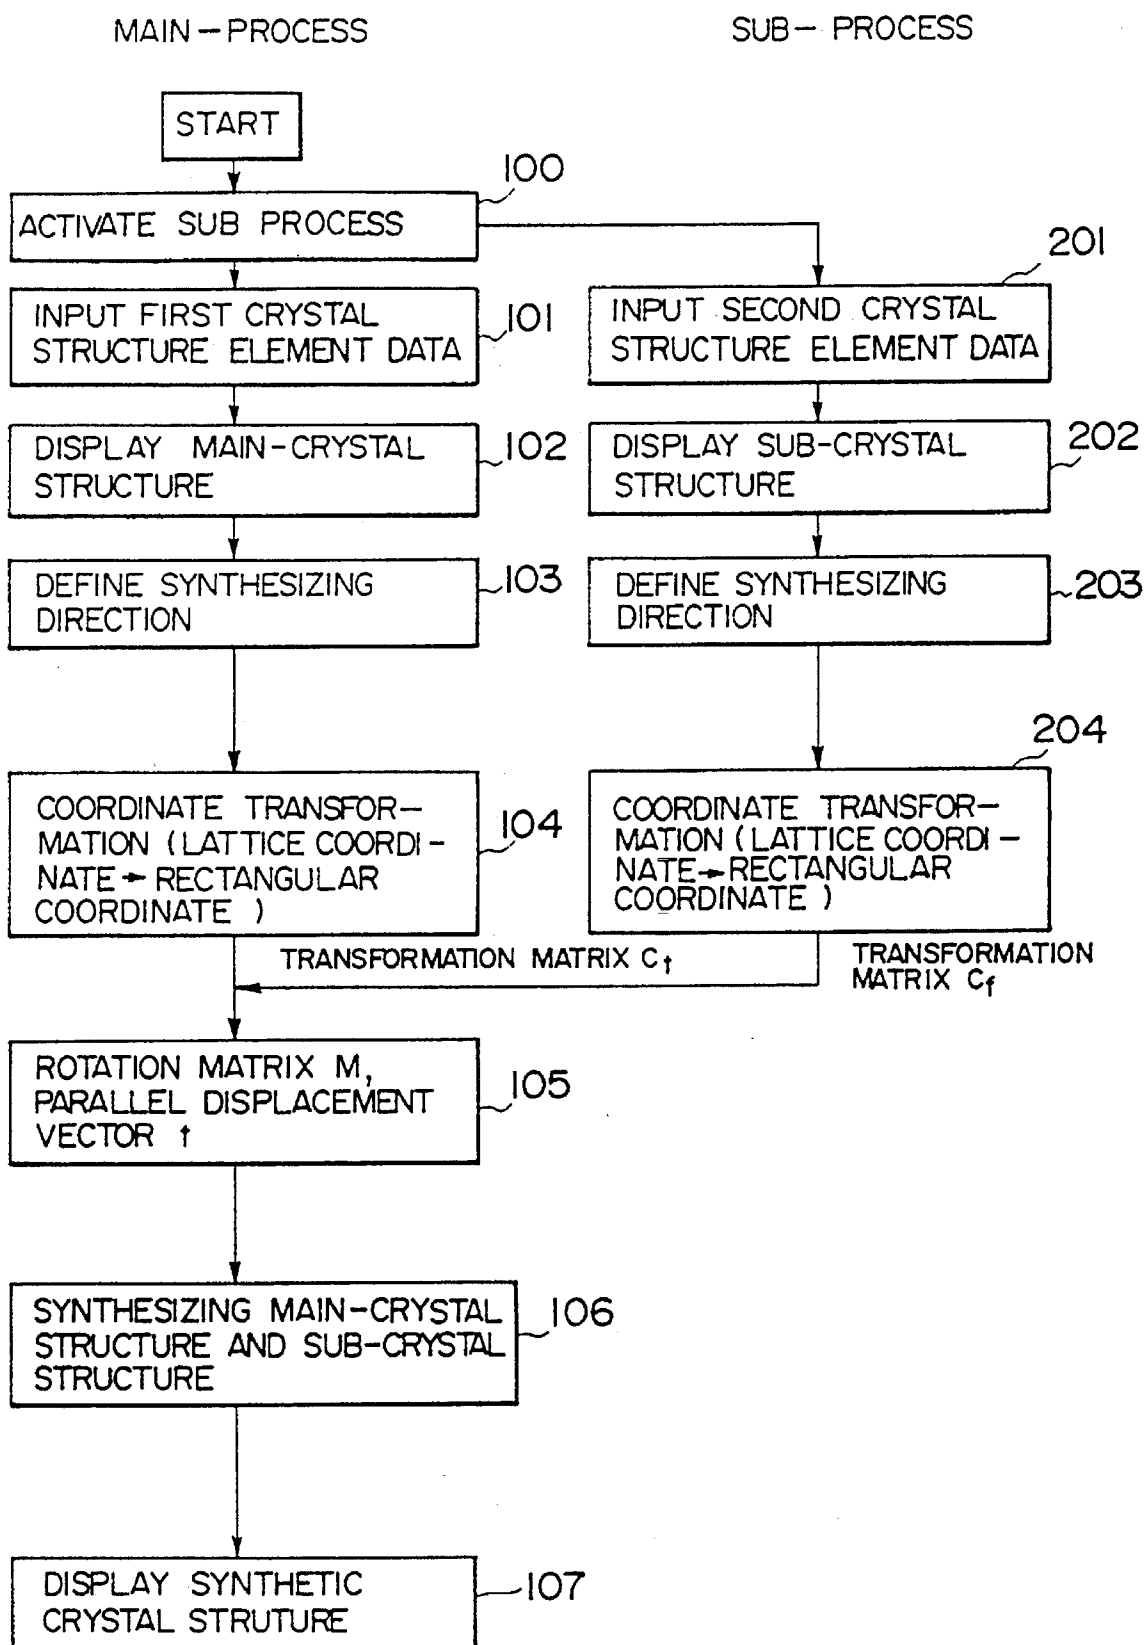 MAIN-PROCESS
SUB-PROCESS
START
100
ACTIVATE SUB PROCESS
201
INPUT FIRST CRYSTAL
STRUCTURE ELEMENT DATA
101
INPUT SECOND CRYSTAL
STRUCTURE ELEMENT DATA
DISPLAY MAIN-CRYSTAL
STRUCTURE
102
DISPLAY SUB-CRYSTAL
STRUCTURE
202
DEFINE SYNTHESIZING
DIRECTION
103
DEFINE SYNTHESIZING
DIRECTION
203
204
COORDINATE TRANSFOR-
MATION (LATTICE COORDI-
NATE→RECTANGULAR
COORDINATE )
104
COORDINATE TRANSFOR-
MATION (LATTICE COORDI-
NATE→RECTANGULAR
COORDINATE )
TRANSFORMATION MATRIX Ct
TRANSFORMATION
MATRIX Cf
ROTATION MATRIX M,
PARALLEL DISPLACEMENT
VECTOR t
105
SYNTHESIZING MAIN-CRYSTAL
STRUCTURE AND SUB-CRYSTAL
STRUCTURE
106
DISPLAY SYNTHETIC
CRYSTAL STRUTURE
107